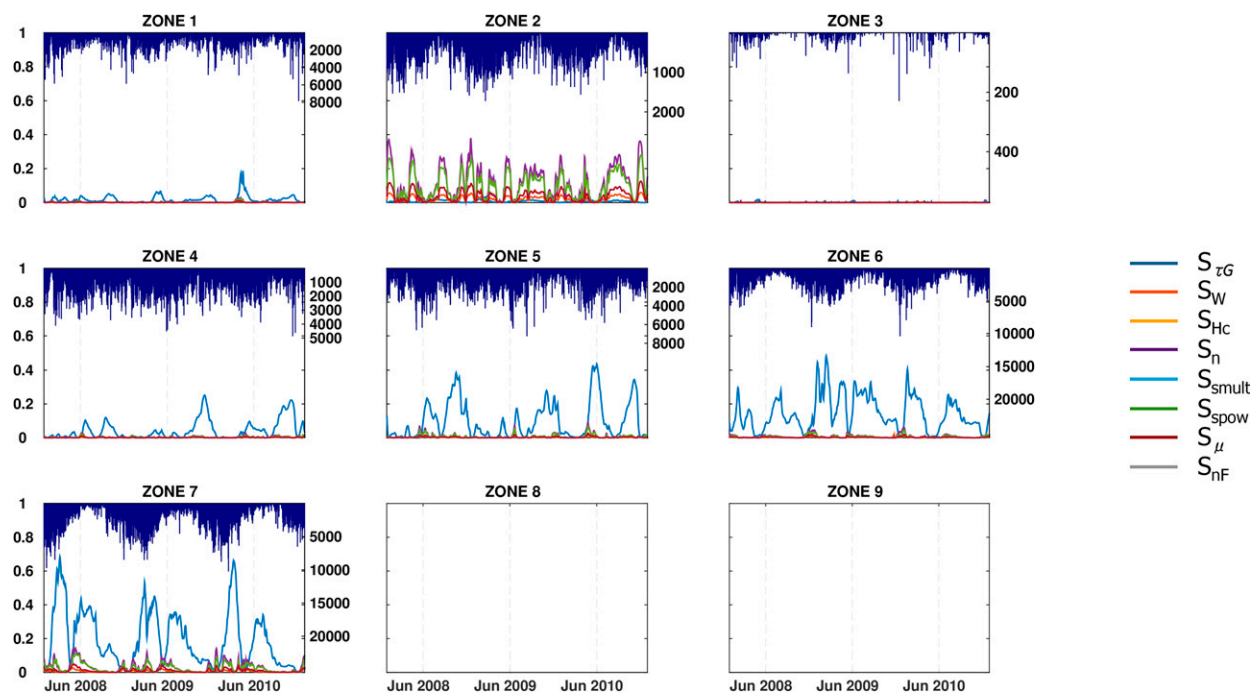 ZONE 1
ZONE 2
ZONE 3
1
0.8
0.6
0.4
0.2
0
2000
4000
6000
8000
1000
2000
200
400
ZONE 4
ZONE 5
ZONE 6
1
0.8
0.6
0.4
0.2
0
1000
2000
3000
4000
5000
2000
4000
6000
8000
5000
10000
15000
20000
ZONE 7
ZONE 8
ZONE 9
1
0.8
0.6
0.4
0.2
0
5000
10000
15000
20000
Jun 2008 Jun 2009 Jun 2010
Jun 2008 Jun 2009 Jun 2010
Jun 2008 Jun 2009 Jun 2010
S τG
S W
S Hc
S n
S smult
S spow
S μ
S nF